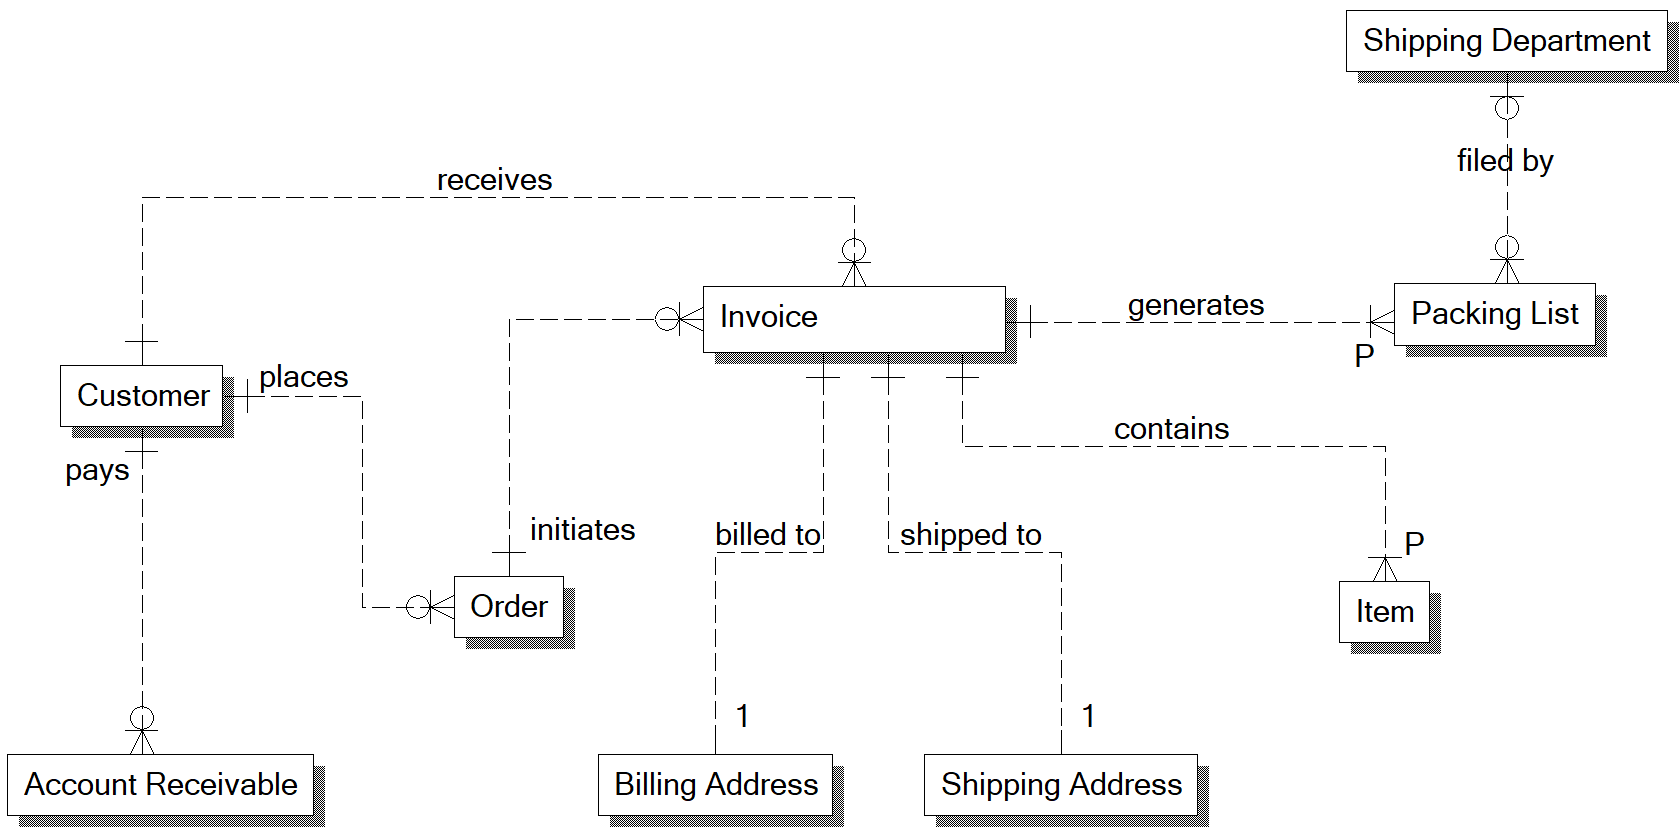 Shipping Department
filed by
receives
generates
Invoice
Packing List
P
places
Customer
contains
pays
initiates
billed to
shipped to
P
Order
Item
1
1
Account Receivable
Billing Address
Shipping Address